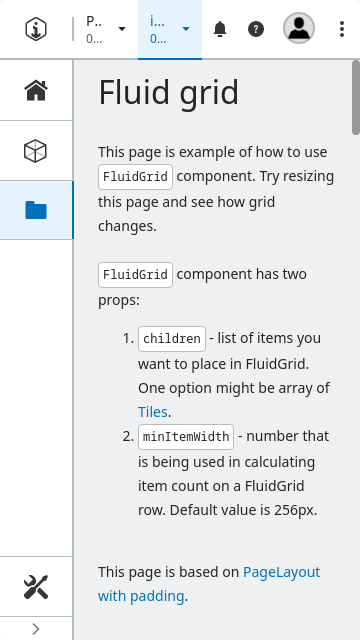 P..
0...
i...
0...
Fluid grid
This page is example of how to use
FluidGrid component. Try resizing
this page and see how grid
changes.
FluidGrid component has two
props:
1. children - list of items you
want to place in FluidGrid.
One option might be array of
Tiles.
2. minItemWidth - number that
is being used in calculating
item count on a FluidGrid
row. Default value is 256px.
This page is based on PageLayout
with padding.